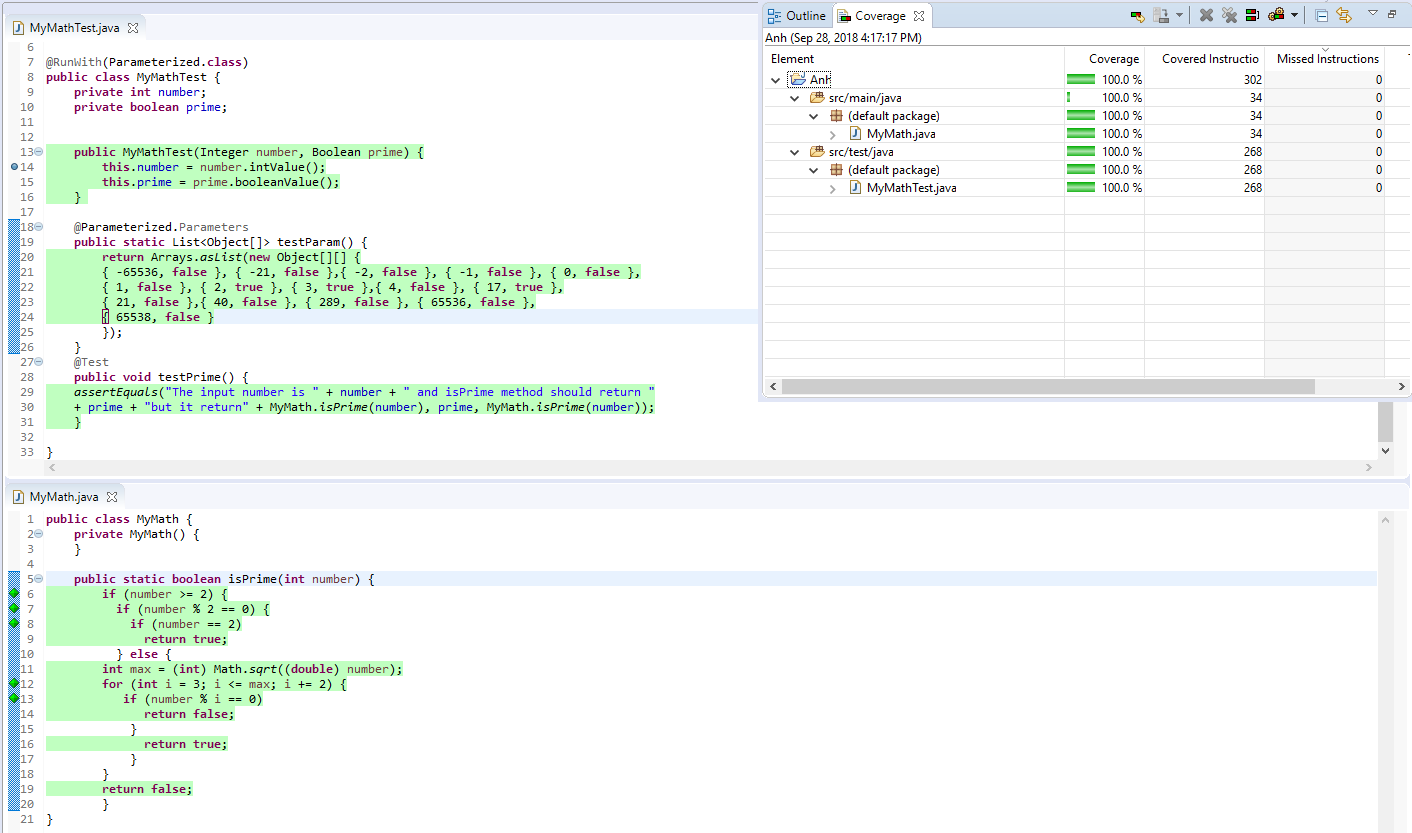 MyMathTest.java
6
7 @RunWith(Parameterized.class)
8 public class MyMathTest {
9     private int number;
10     private boolean prime;
11
12
13     public MyMathTest(Integer number, Boolean prime) {
14         this.number = number.intValue();
15         this.prime = prime.booleanValue();
16     }
17
18     @Parameterized.Parameters
19     public static List<Object[]> testParam() {
20         return Arrays.asList(new Object[][] {
21         { -65536, false }, { -21, false },{ -2, false }, { -1, false }, { 0, false },
22         { 1, false }, { 2, true }, { 3, true },{ 4, false }, { 17, true },
23         { 21, false },{ 40, false }, { 289, false }, { 65536, false },
24         { 65538, false }
25         });
26     }
27     @Test
28     public void testPrime() {
29     assertEquals("The input number is " + number + " and isPrime method should return "
30     + prime + "but it return" + MyMath.isPrime(number), prime, MyMath.isPrime(number));
31     }
32
33 }
Outline Coverage
Anh (Sep 28, 2018 4:17:17 PM)
Element Coverage Covered Instructio Missed Instructions
Anh 100.0 % 302 0
src/main/java 100.0 % 34 0
(default package) 100.0 % 34 0
MyMath.java 100.0 % 34 0
src/test/java 100.0 % 268 0
(default package) 100.0 % 268 0
MyMathTest.java 100.0 % 268 0
MyMath.java
1 public class MyMath {
2     private MyMath() {
3     }
4
5     public static boolean isPrime(int number) {
6         if (number >= 2) {
7           if (number % 2 == 0) {
8             if (number == 2)
9               return true;
10           } else {
11         int max = (int) Math.sqrt((double) number);
12         for (int i = 3; i <= max; i += 2) {
13            if (number % i == 0)
14               return false;
15             }
16               return true;
17             }
18         }
19         return false;
20         }
21 }